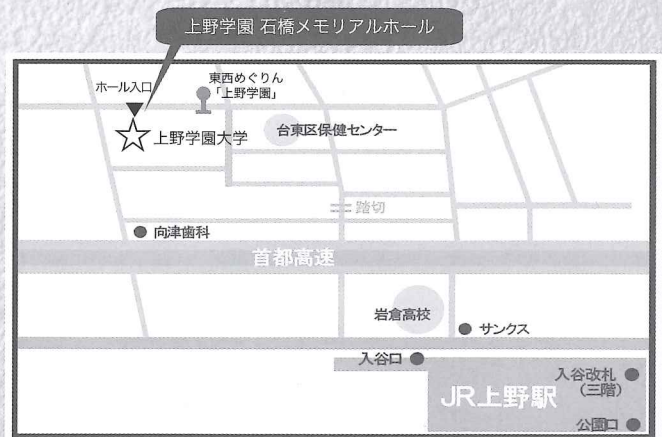 上野学園 石橋メモリアルホール
ホール入口
東西めぐりん
「上野学園」
上野学園大学
台東区保健センター
踏切
向津歯科
首都高速
岩倉高校
サンクス
入谷口
JR上野駅
入谷改札
(三階)
公園口